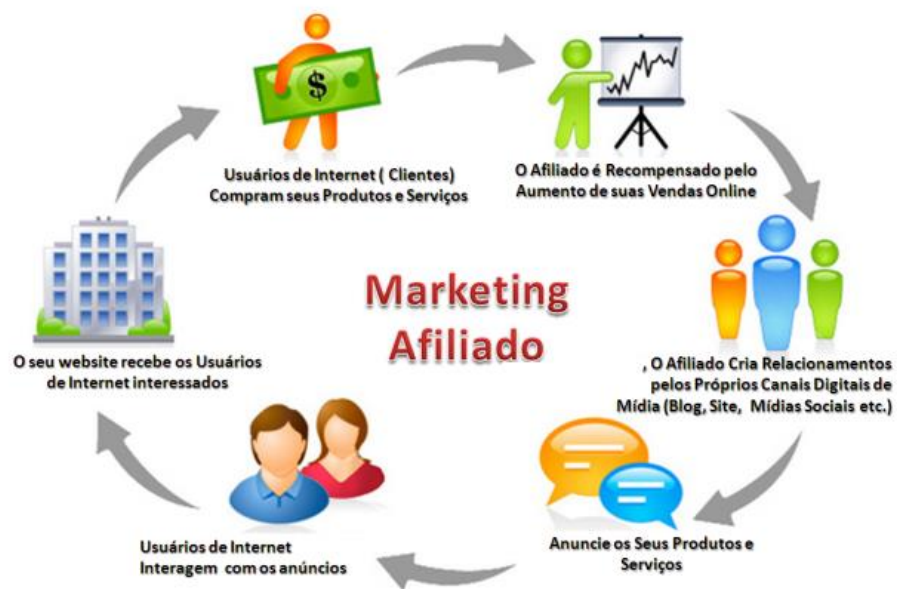 $
Usuários de Internet ( Clientes)
Compram seus Produtos e Serviços
O Afiliado é Recompensado pelo
Aumento de suas Vendas Online
Marketing
Afiliado
, O Afiliado Cria Relacionamentos
pelos Próprios Canais Digitais de
Mídia (Blog, Site, Mídias Sociais etc.)
O seu website recebe os Usuários
de Internet interessados
Anuncie os Seus Produtos e
Serviços
Usuários de Internet
Interagem com os anúncios